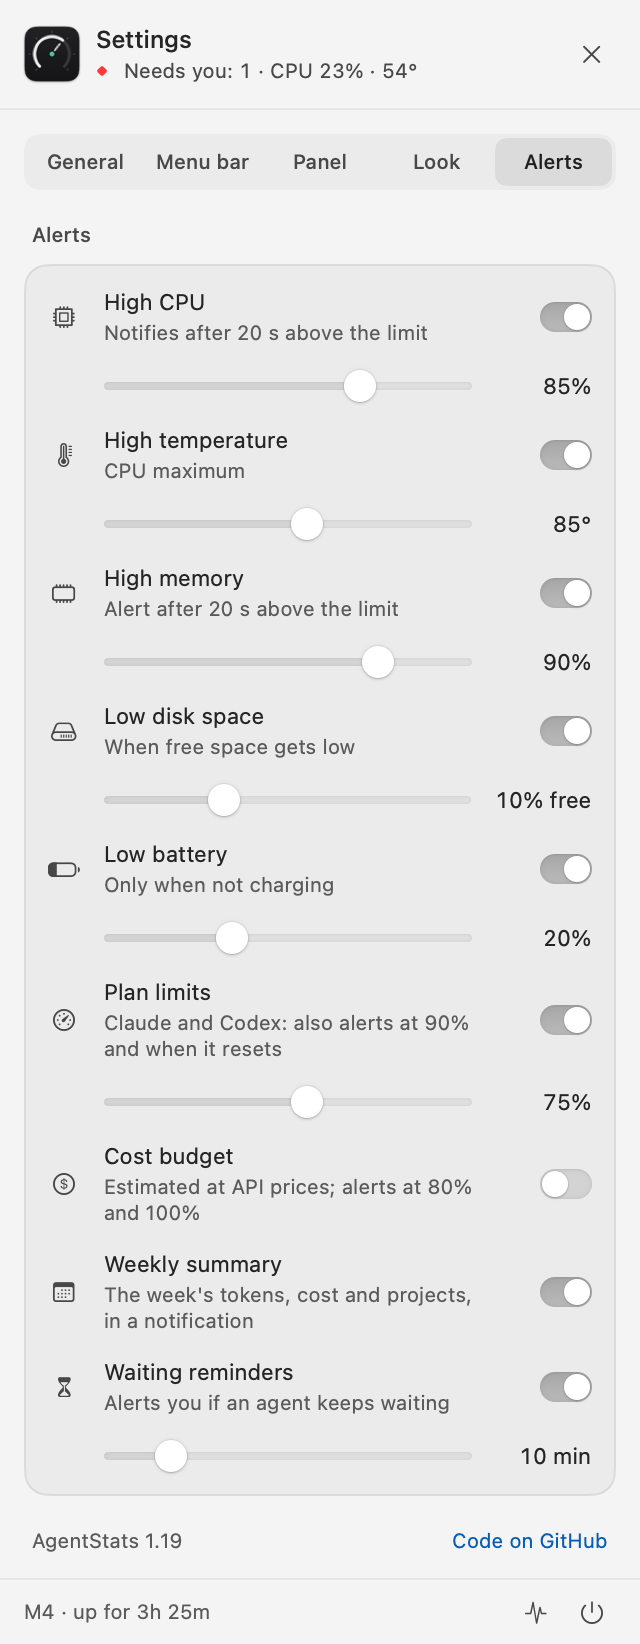 Settings
Needs you: 1 · CPU 23% · 54°
General
Menu bar
Panel
Look
Alerts
Alerts
High CPU
Notifies after 20 s above the limit
85%
High temperature
CPU maximum
85°
High memory
Alert after 20 s above the limit
90%
Low disk space
When free space gets low
10% free
Low battery
Only when not charging
20%
Plan limits
Claude and Codex: also alerts at 90%
and when it resets
75%
Cost budget
Estimated at API prices; alerts at 80%
and 100%
Weekly summary
The week's tokens, cost and projects,
in a notification
Waiting reminders
Alerts you if an agent keeps waiting
10 min
AgentStats 1.19
Code on GitHub
M4 · up for 3h 25m